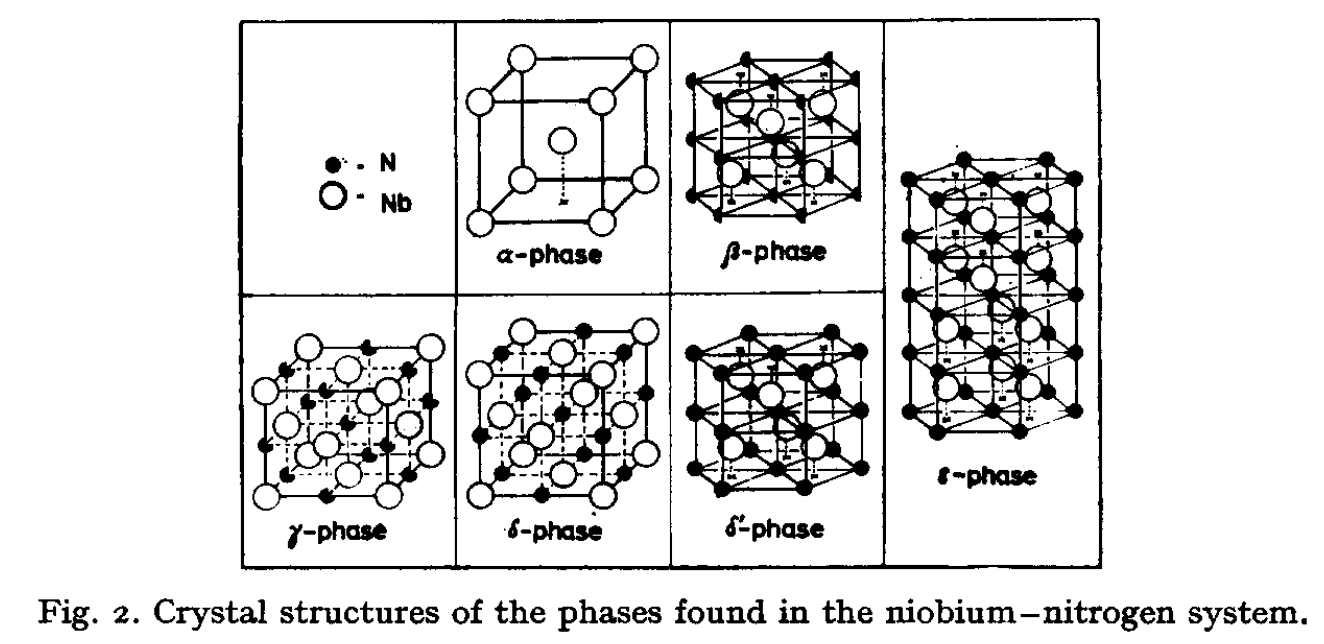 - N
- Nb
α-phase
β-phase
ε-phase
γ-phase
δ-phase
δ'-phase
Fig. 2. Crystal structures of the phases found in the niobium–nitrogen system.